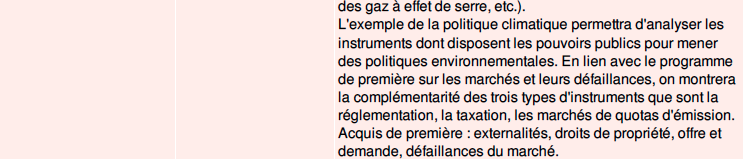 des gaz à effet de serre, etc.).
L'exemple de la politique climatique permettra d'analyser les
instruments dont disposent les pouvoirs publics pour mener
des politiques environnementales. En lien avec le programme
de première sur les marchés et leurs défaillances, on montrera
la complémentarité des trois types d'instruments que sont la
réglementation, la taxation, les marchés de quotas d'émission.
Acquis de première : externalités, droits de propriété, offre et
demande, défaillances du marché.